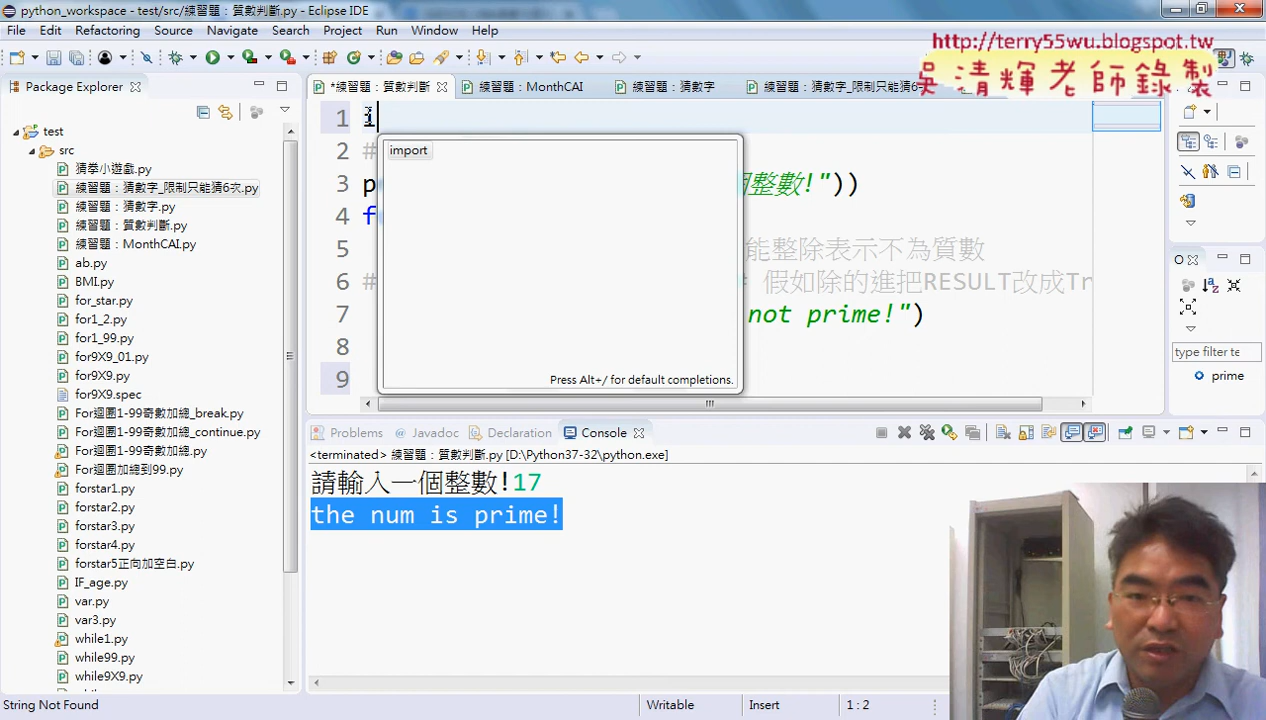 python_workspace - test/src/練習題：質數判斷.py - Eclipse IDE
http://terry55wu.blogspot.tw
吳清輝老師錄製
File Edit Refactoring Source Navigate Search Project Run Window Help
Package Explorer
*練習題：質數判斷
練習題：MonthCAI
練習題：猜數字
練習題：猜數字_限制只能猜6
test
src
猜拳小遊戲.py
練習題：猜數字_限制只能猜6次.py
練習題：猜數字.py
練習題：質數判斷.py
練習題：MonthCAI.py
ab.py
BMI.py
for_star.py
for1_2.py
for1_99.py
for9X9_01.py
for9X9.py
for9X9.spec
For迴圈1-99奇數加總_break.py
For迴圈1-99奇數加總_continue.py
For迴圈1-99奇數加總.py
For迴圈加總到99.py
forstar1.py
forstar2.py
forstar3.py
forstar4.py
forstar5正向加空白.py
IF_age.py
var.py
var3.py
while1.py
while99.py
while9X9.py
1 i
2 #
3 p 個整數!"))
4 f
5 能整除表示不為質數
6 # # 假如除的進把RESULT改成Tr
7 not prime!")
8
9
import
Press Alt+/ for default completions.
O
type filter te
prime
Problems @ Javadoc Declaration Console
<terminated> 練習題：質數判斷.py [D:\Python37-32\python.exe]
請輸入一個整數!17
the num is prime!
String Not Found Writable Insert 1 : 2